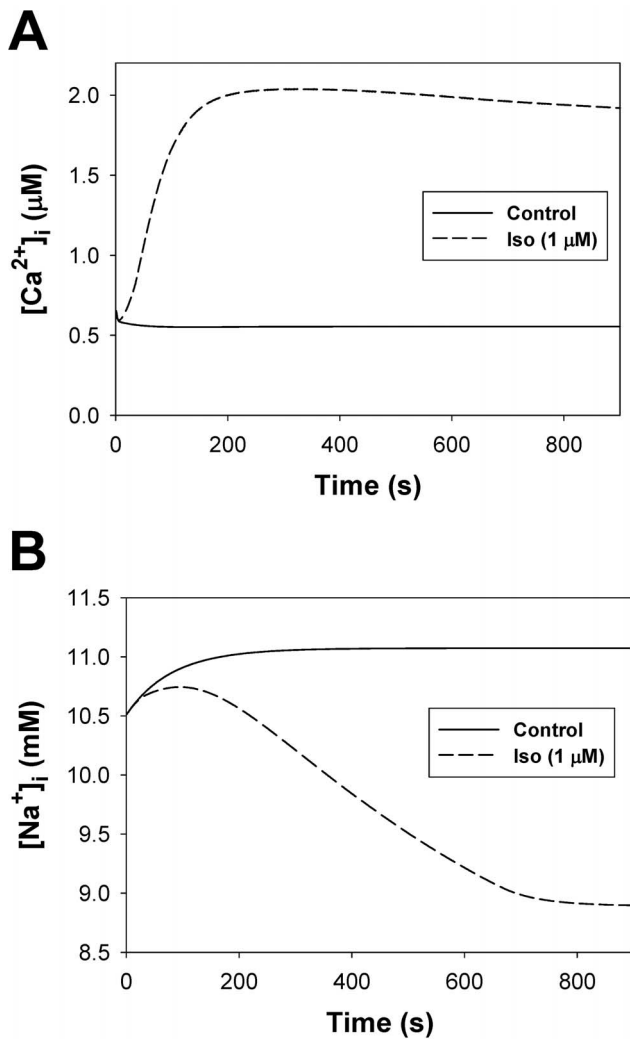 A
[Ca2+]i (μM)
2.0
1.5
1.0
0.5
0.0
Control
Iso (1 μM)
0 200 400 600 800
Time (s)
B
[Na+]i (mM)
11.5
11.0
10.5
10.0
9.5
9.0
8.5
Control
Iso (1 μM)
0 200 400 600 800
Time (s)